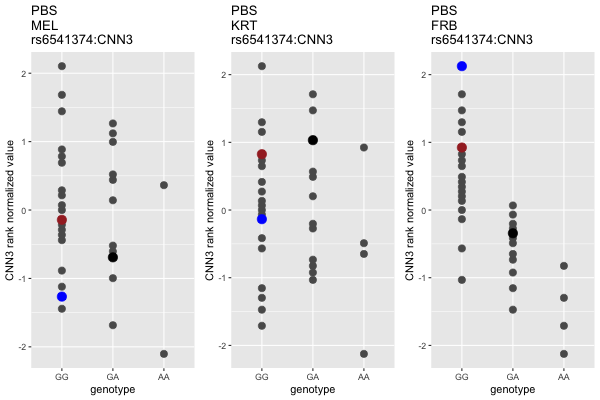 PBS
MEL
rs6541374:CNN3
CNN3 rank normalized value
2
1
0
-1
-2
GG
GA
AA
genotype
PBS
KRT
rs6541374:CNN3
CNN3 rank normalized value
2
1
0
-1
-2
GG
GA
AA
genotype
PBS
FRB
rs6541374:CNN3
CNN3 rank normalized value
2
1
0
-1
-2
GG
GA
AA
genotype